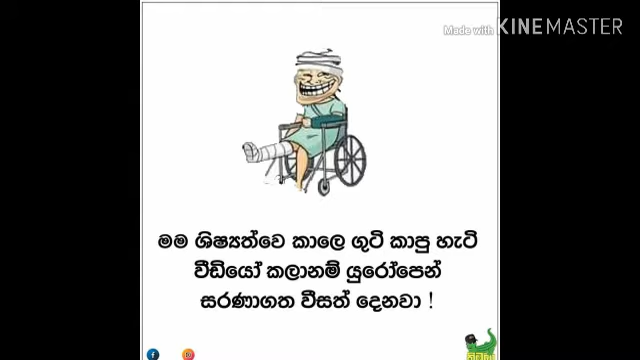 Made with KINEMASTER
මම ශිෂ්‍යත්වෙ කාලෙ ගුටි කාපු හැටි
වීඩියෝ කලානම් යුරෝපෙන්
සරණාගත වීසත් දෙනවා !